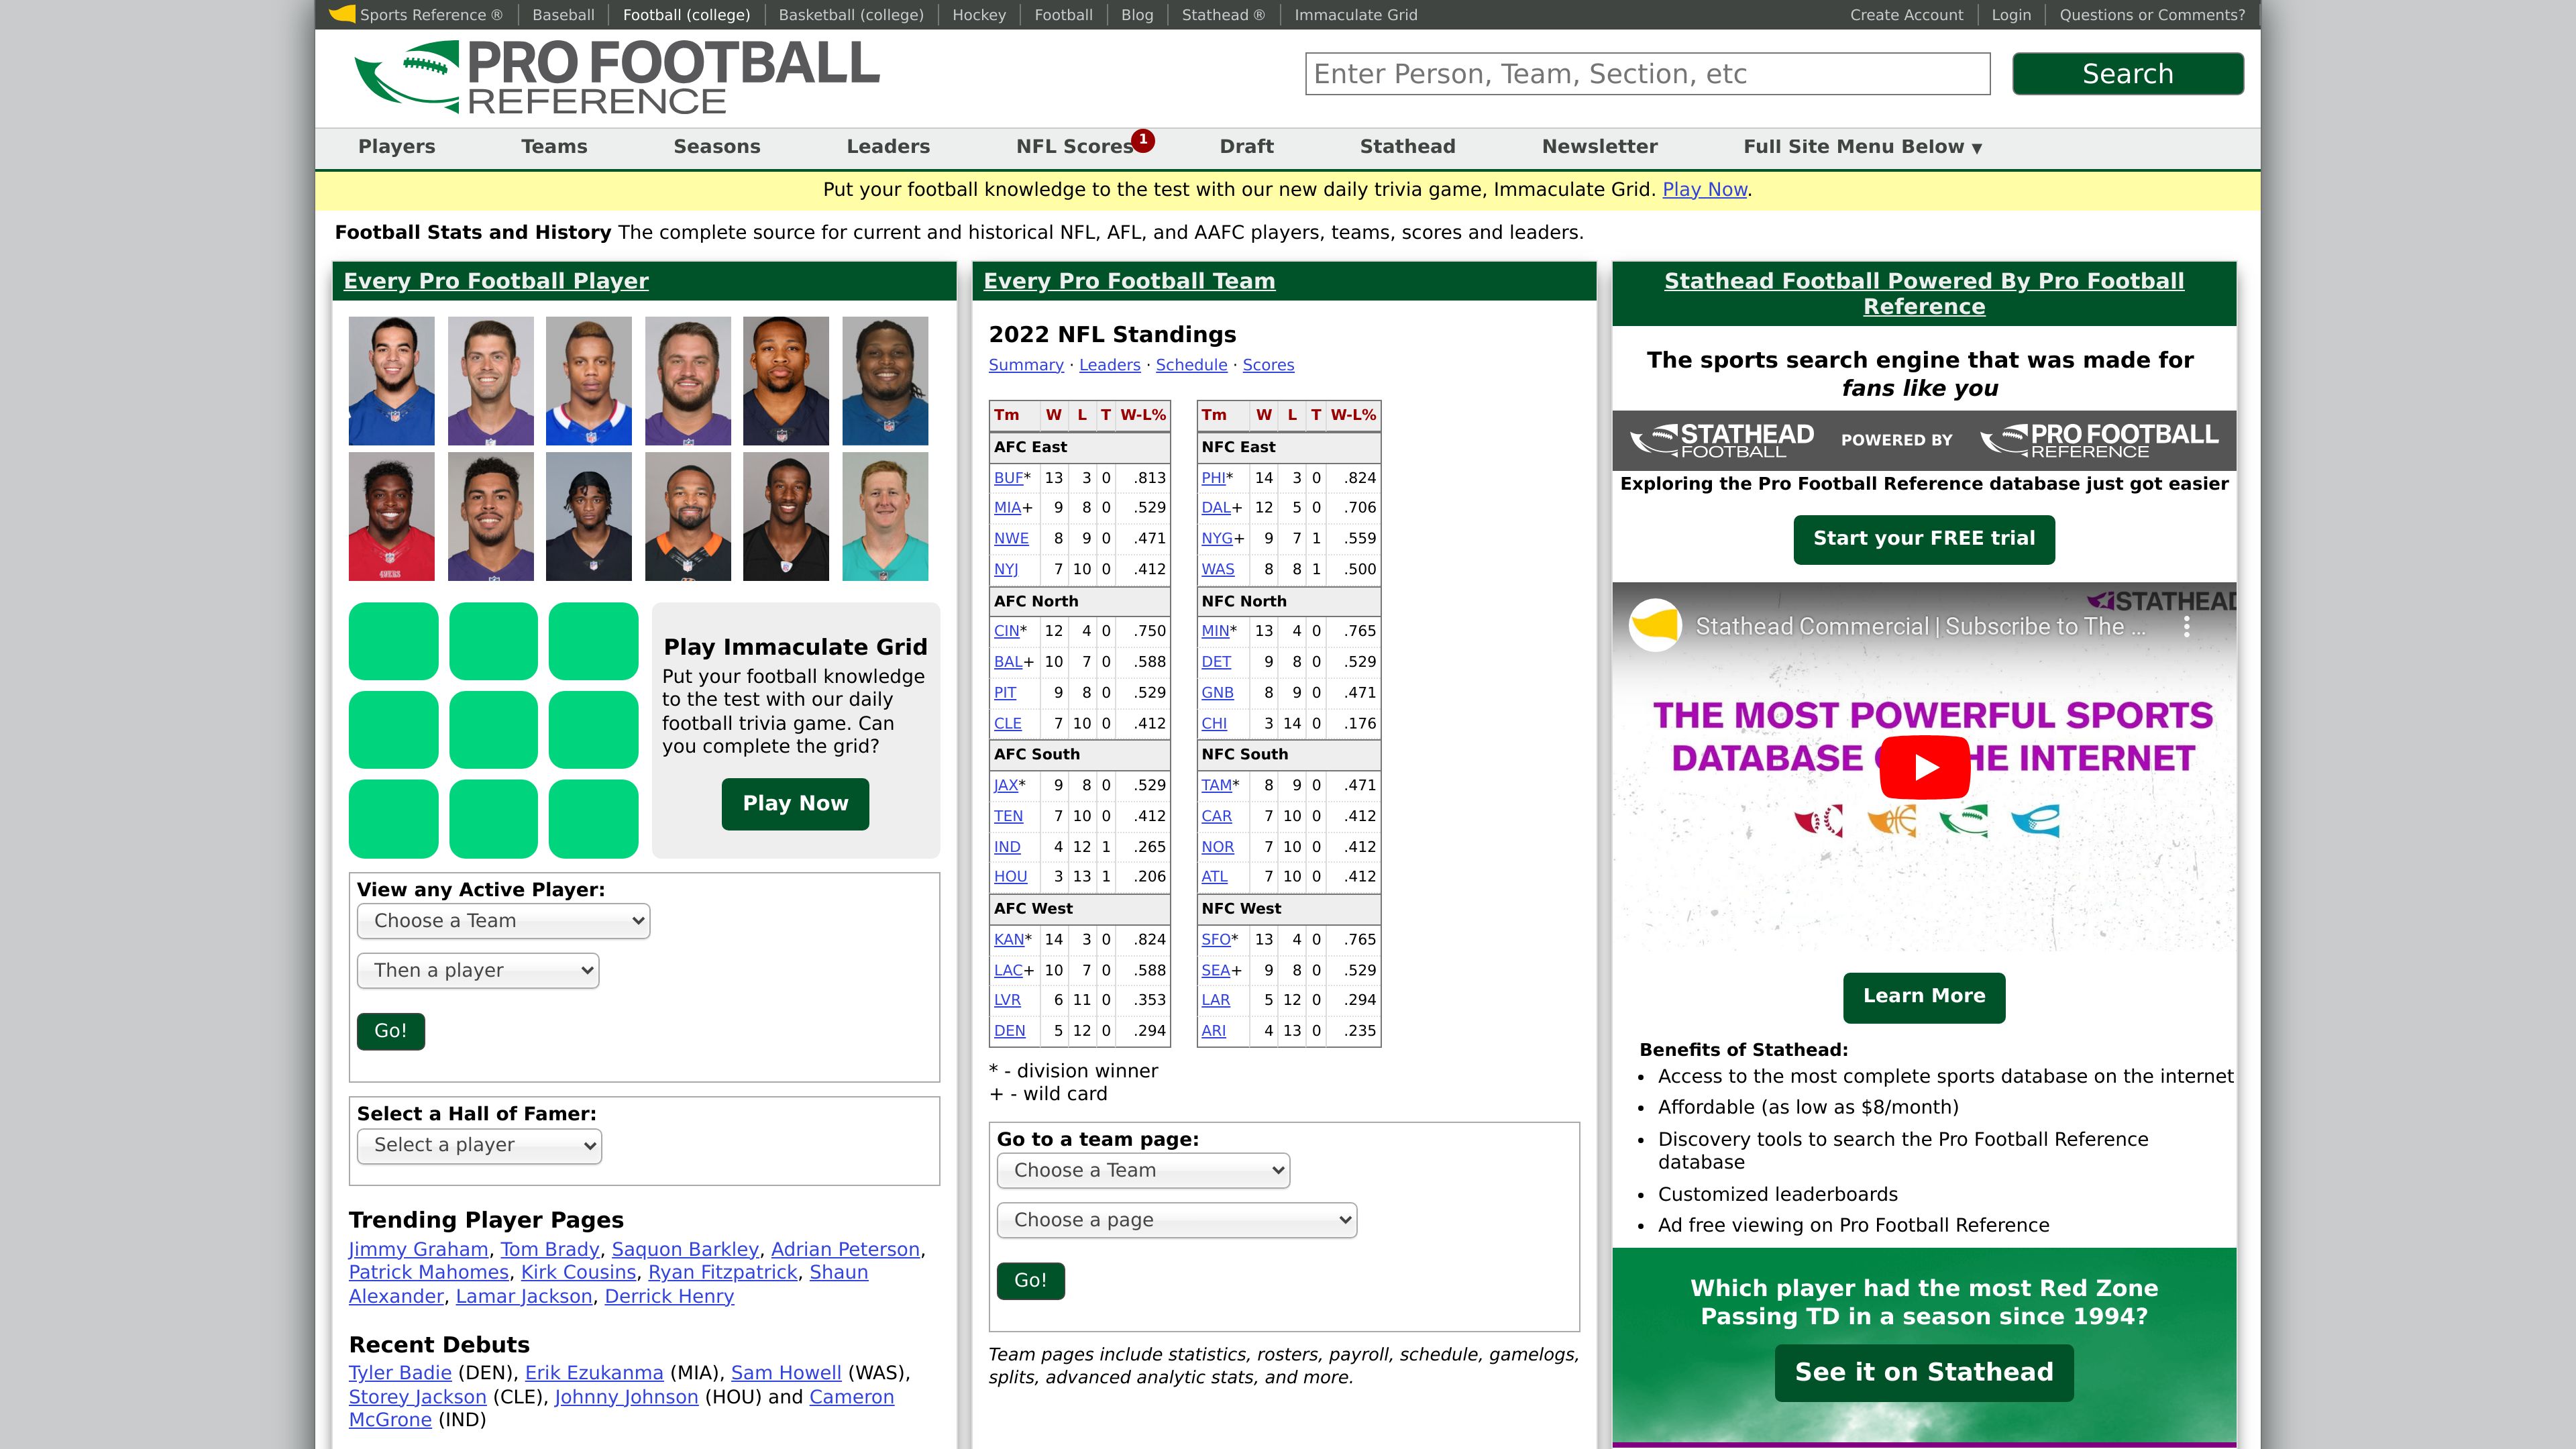 Sports Reference ® Baseball Football (college) Basketball (college) Hockey Football Blog Stathead ® Immaculate Grid Create Account Login Questions or Comments?
PRO FOOTBALL
REFERENCE
Enter Person, Team, Section, etc
Search
Players Teams Seasons Leaders NFL Scores 1 Draft Stathead Newsletter Full Site Menu Below ▼
Put your football knowledge to the test with our new daily trivia game, Immaculate Grid. Play Now.
Football Stats and History The complete source for current and historical NFL, AFL, and AAFC players, teams, scores and leaders.
Every Pro Football Player
49ERS
Play Immaculate Grid
Put your football knowledge
to the test with our daily
football trivia game. Can
you complete the grid?
Play Now
View any Active Player:
Choose a Team
Then a player
Go!
Select a Hall of Famer:
Select a player
Trending Player Pages
Jimmy Graham, Tom Brady, Saquon Barkley, Adrian Peterson,
Patrick Mahomes, Kirk Cousins, Ryan Fitzpatrick, Shaun
Alexander, Lamar Jackson, Derrick Henry
Recent Debuts
Tyler Badie (DEN), Erik Ezukanma (MIA), Sam Howell (WAS),
Storey Jackson (CLE), Johnny Johnson (HOU) and Cameron
McGrone (IND)
Every Pro Football Team
2022 NFL Standings
Summary · Leaders · Schedule · Scores
Tm W L T W-L%
AFC East
BUF* 13 3 0 .813
MIA+ 9 8 0 .529
NWE 8 9 0 .471
NYJ 7 10 0 .412
AFC North
CIN* 12 4 0 .750
BAL+ 10 7 0 .588
PIT 9 8 0 .529
CLE 7 10 0 .412
AFC South
JAX* 9 8 0 .529
TEN 7 10 0 .412
IND 4 12 1 .265
HOU 3 13 1 .206
AFC West
KAN* 14 3 0 .824
LAC+ 10 7 0 .588
LVR 6 11 0 .353
DEN 5 12 0 .294
Tm W L T W-L%
NFC East
PHI* 14 3 0 .824
DAL+ 12 5 0 .706
NYG+ 9 7 1 .559
WAS 8 8 1 .500
NFC North
MIN* 13 4 0 .765
DET 9 8 0 .529
GNB 8 9 0 .471
CHI 3 14 0 .176
NFC South
TAM* 8 9 0 .471
CAR 7 10 0 .412
NOR 7 10 0 .412
ATL 7 10 0 .412
NFC West
SFO* 13 4 0 .765
SEA+ 9 8 0 .529
LAR 5 12 0 .294
ARI 4 13 0 .235
* - division winner
+ - wild card
Go to a team page:
Choose a Team
Choose a page
Go!
Team pages include statistics, rosters, payroll, schedule, gamelogs,
splits, advanced analytic stats, and more.
Stathead Football Powered By Pro Football
Reference
The sports search engine that was made for
fans like you
STATHEAD FOOTBALL POWERED BY PRO FOOTBALL REFERENCE
Exploring the Pro Football Reference database just got easier
Start your FREE trial
STATHEAD
Stathead Commercial | Subscribe to The ...
THE MOST POWERFUL SPORTS
DATABASE THE INTERNET
Learn More
Benefits of Stathead:
• Access to the most complete sports database on the internet
• Affordable (as low as $8/month)
• Discovery tools to search the Pro Football Reference
database
• Customized leaderboards
• Ad free viewing on Pro Football Reference
Which player had the most Red Zone
Passing TD in a season since 1994?
See it on Stathead